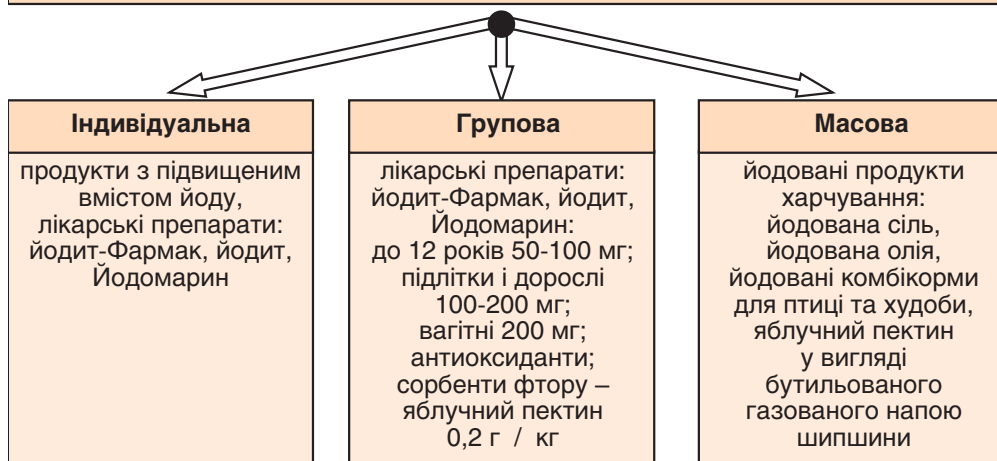 Індивідуальна
продукти з підвищеним
вмістом йоду,
лікарські препарати:
йодит-Фармак, йодит,
Йодомарин
Групова
лікарські препарати:
йодит-Фармак, йодит,
Йодомарин:
до 12 років 50-100 мг;
підлітки і дорослі
100-200 мг;
вагітні 200 мг;
антиоксиданти;
сорбенти фтору –
яблучний пектин
0,2 г / кг
Масова
йодовані продукти
харчування:
йодована сіль,
йодована олія,
йодовані комбікорми
для птиці та худоби,
яблучний пектин
у вигляді
бутильованого
газованого напою
шипшини